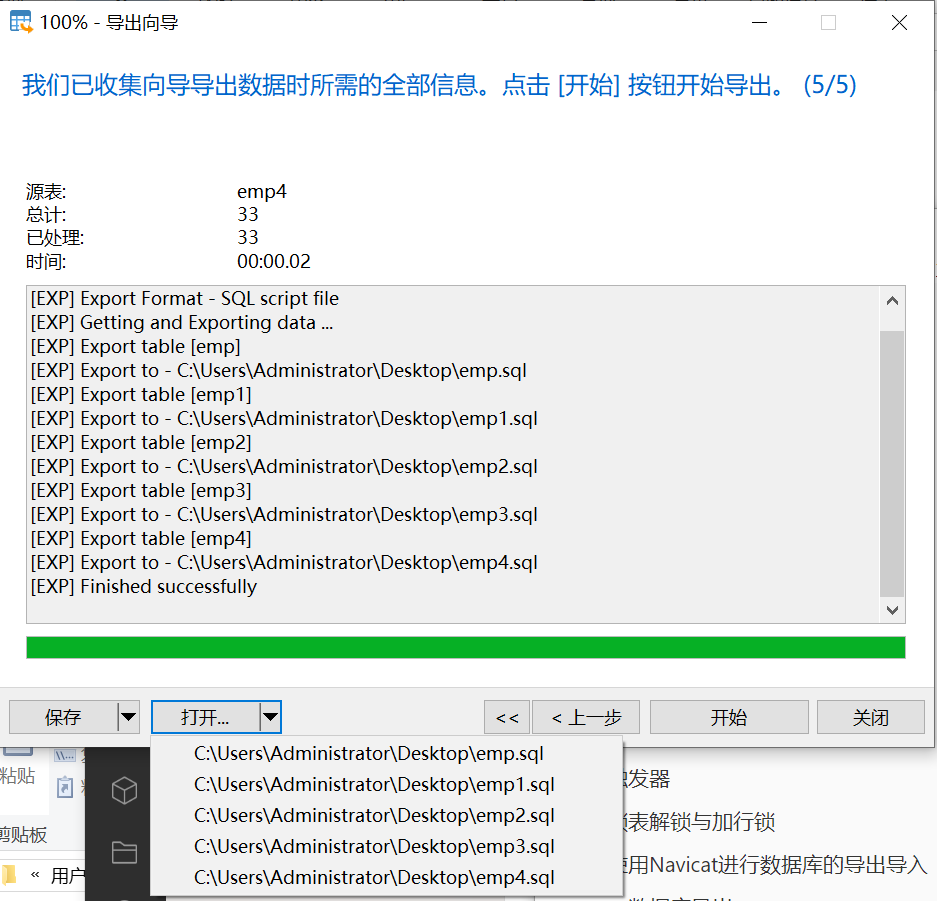 100% - 导出向导
我们已收集向导导出数据时所需的全部信息。点击 [开始] 按钮开始导出。 (5/5)
源表: emp4
总计: 33
已处理: 33
时间: 00:00.02
[EXP] Export Format - SQL script file
[EXP] Getting and Exporting data ...
[EXP] Export table [emp]
[EXP] Export to - C:\Users\Administrator\Desktop\emp.sql
[EXP] Export table [emp1]
[EXP] Export to - C:\Users\Administrator\Desktop\emp1.sql
[EXP] Export table [emp2]
[EXP] Export to - C:\Users\Administrator\Desktop\emp2.sql
[EXP] Export table [emp3]
[EXP] Export to - C:\Users\Administrator\Desktop\emp3.sql
[EXP] Export table [emp4]
[EXP] Export to - C:\Users\Administrator\Desktop\emp4.sql
[EXP] Finished successfully
保存 打开... << < 上一步 开始 关闭
C:\Users\Administrator\Desktop\emp.sql
C:\Users\Administrator\Desktop\emp1.sql
C:\Users\Administrator\Desktop\emp2.sql
C:\Users\Administrator\Desktop\emp3.sql
C:\Users\Administrator\Desktop\emp4.sql
粘贴
剪贴板
« 用户
触发器
锁表解锁与加行锁
使用Navicat进行数据库的导出导入